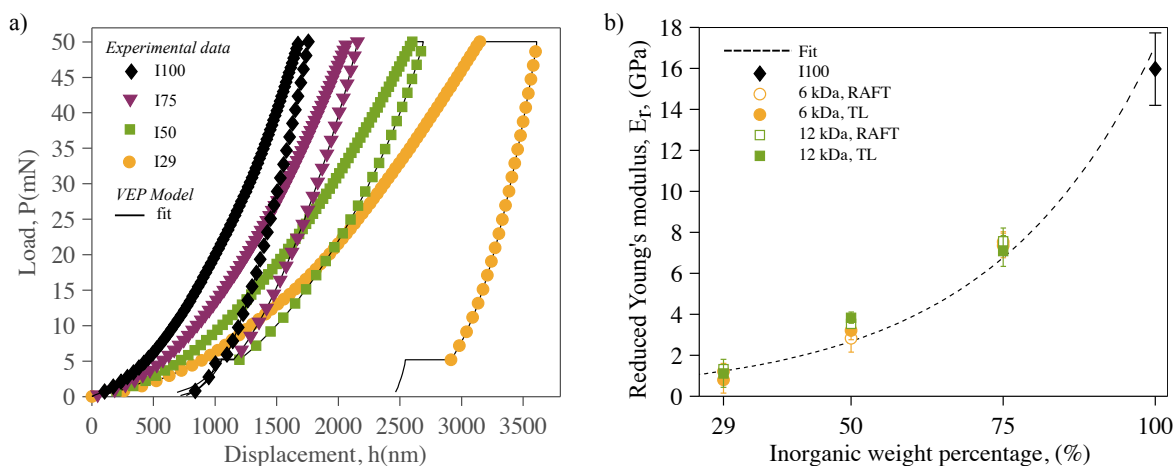 a)
Load, P(mN)
50
45
40
35
30
25
20
15
10
5
0
Experimental data
I100
I75
I50
I29
VEP Model
fit
0 500 1000 1500 2000 2500 3000 3500
Displacement, h(nm)
b)
Reduced Young's modulus, Er, (GPa)
18
16
14
12
10
8
6
4
2
0
Fit
I100
6 kDa, RAFT
6 kDa, TL
12 kDa, RAFT
12 kDa, TL
29 50 75 100
Inorganic weight percentage, (%)